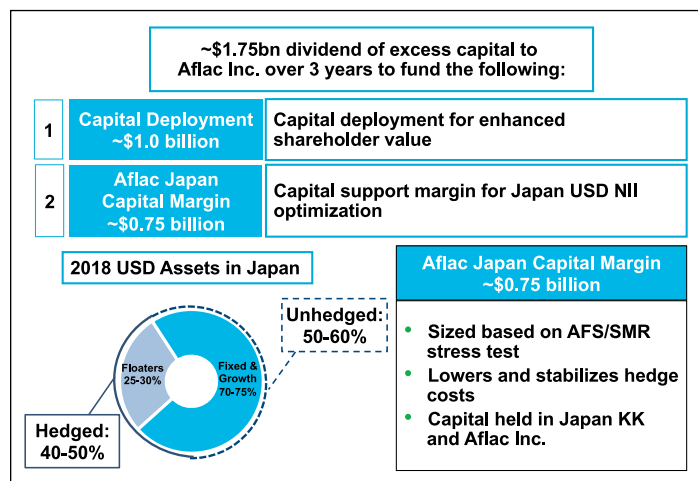 ~$1.75bn dividend of excess capital to
Aflac Inc. over 3 years to fund the following:
1
Capital Deployment
~$1.0 billion
Capital deployment for enhanced
shareholder value
2
Aflac Japan
Capital Margin
~$0.75 billion
Capital support margin for Japan USD NII
optimization
2018 USD Assets in Japan
Unhedged:
50-60%
Floaters
25-30%
Fixed &
Growth
70-75%
Hedged:
40-50%
Aflac Japan Capital Margin
~$0.75 billion
• Sized based on AFS/SMR
stress test
• Lowers and stabilizes hedge
costs
• Capital held in Japan KK
and Aflac Inc.